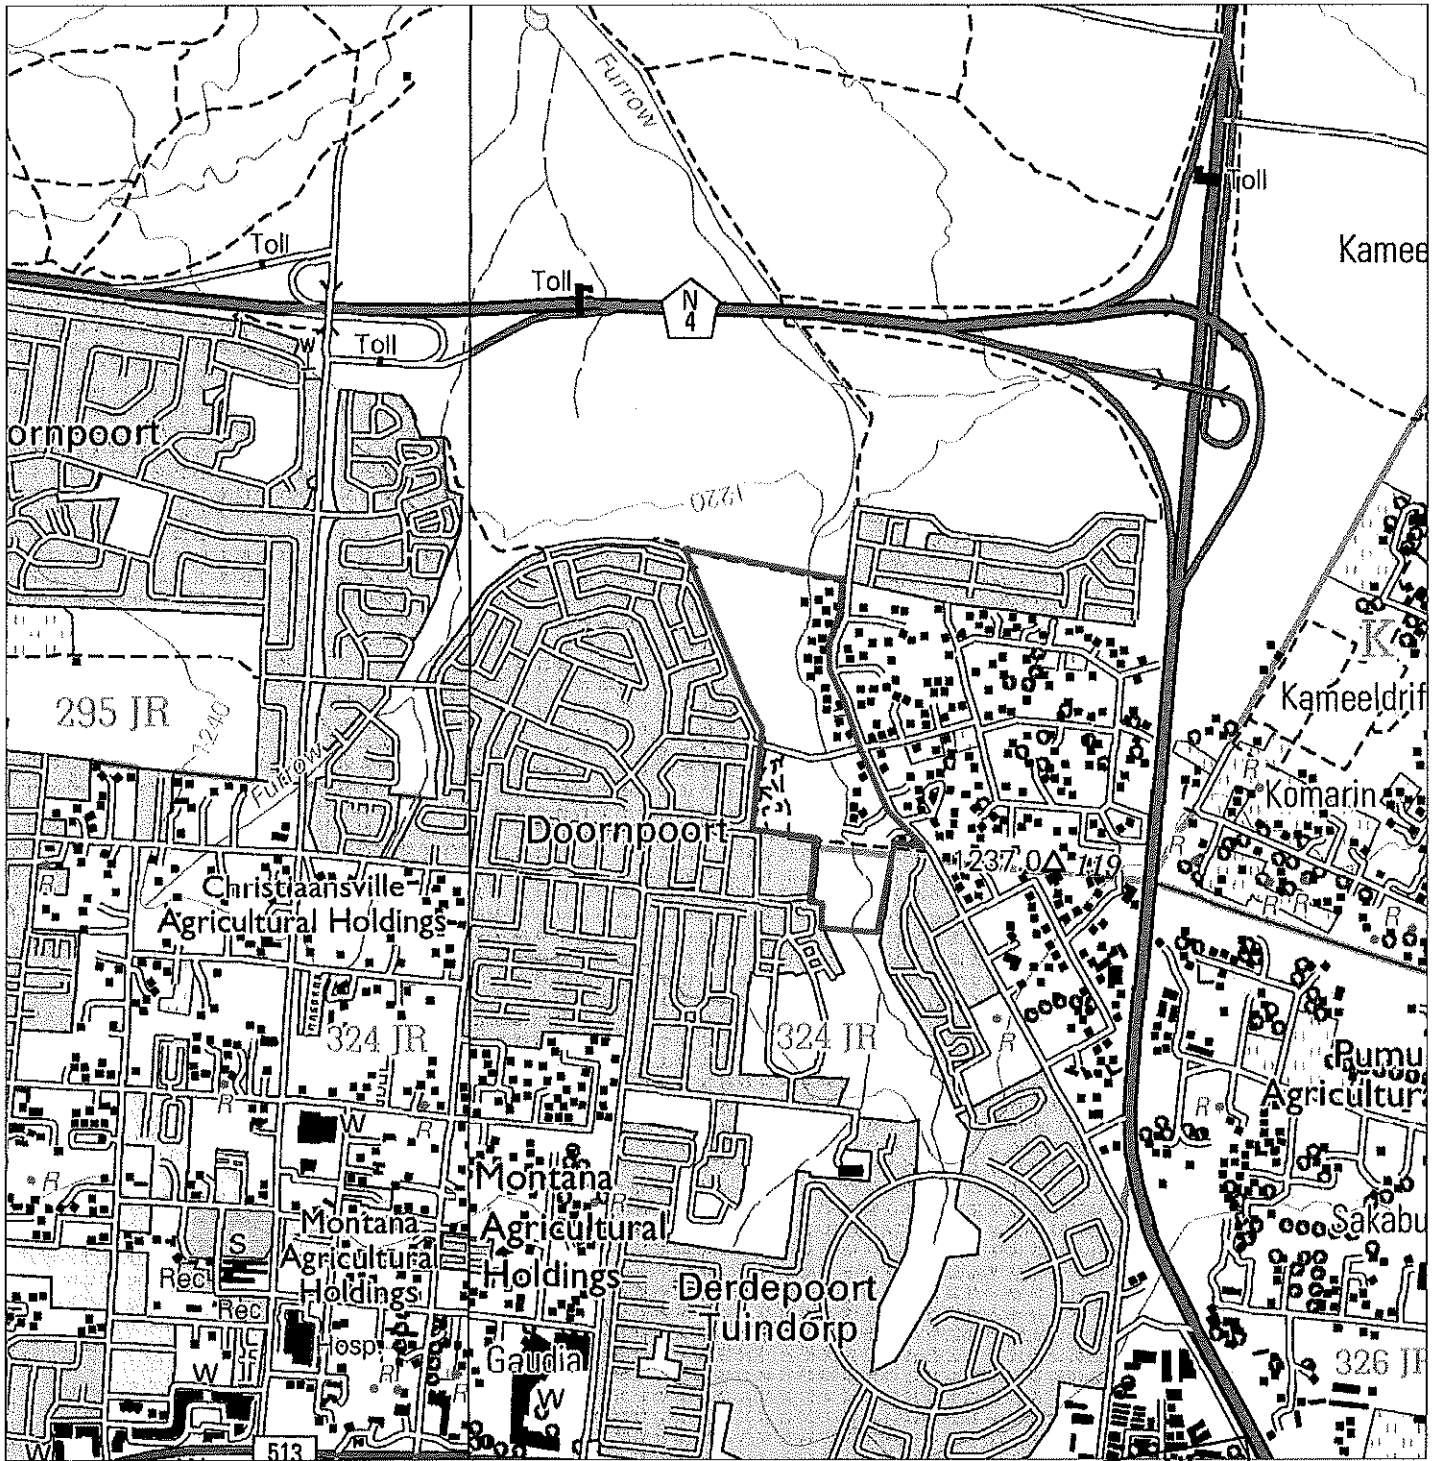 Furrow
Toll
Kamee
Toll
Toll
N
4
W
Toll
ornpoort
1220
K
295 JR
1240
Kameeldrif
R
Furrow
Komarin
Doornpoort
1237.0 119
R
R
Christiaansville
Agricultural Holdings
R
R
R
324 JR
324 JR
R
Pumu
Agricultura
R
W
R
R
R
Montana
Agricultural
Holdings
R
Montana
Agricultural
Holdings
S
Rec
Rec
Sakabu
Derdepoort
Tuindorp
Hosp.
Gaudia
326 JR
W
R
R
R
W
W
513